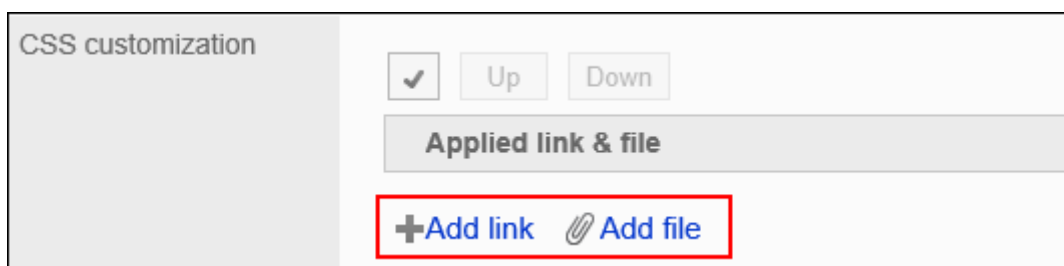 CSS customization
Up Down
Applied link & file
Add link Add file